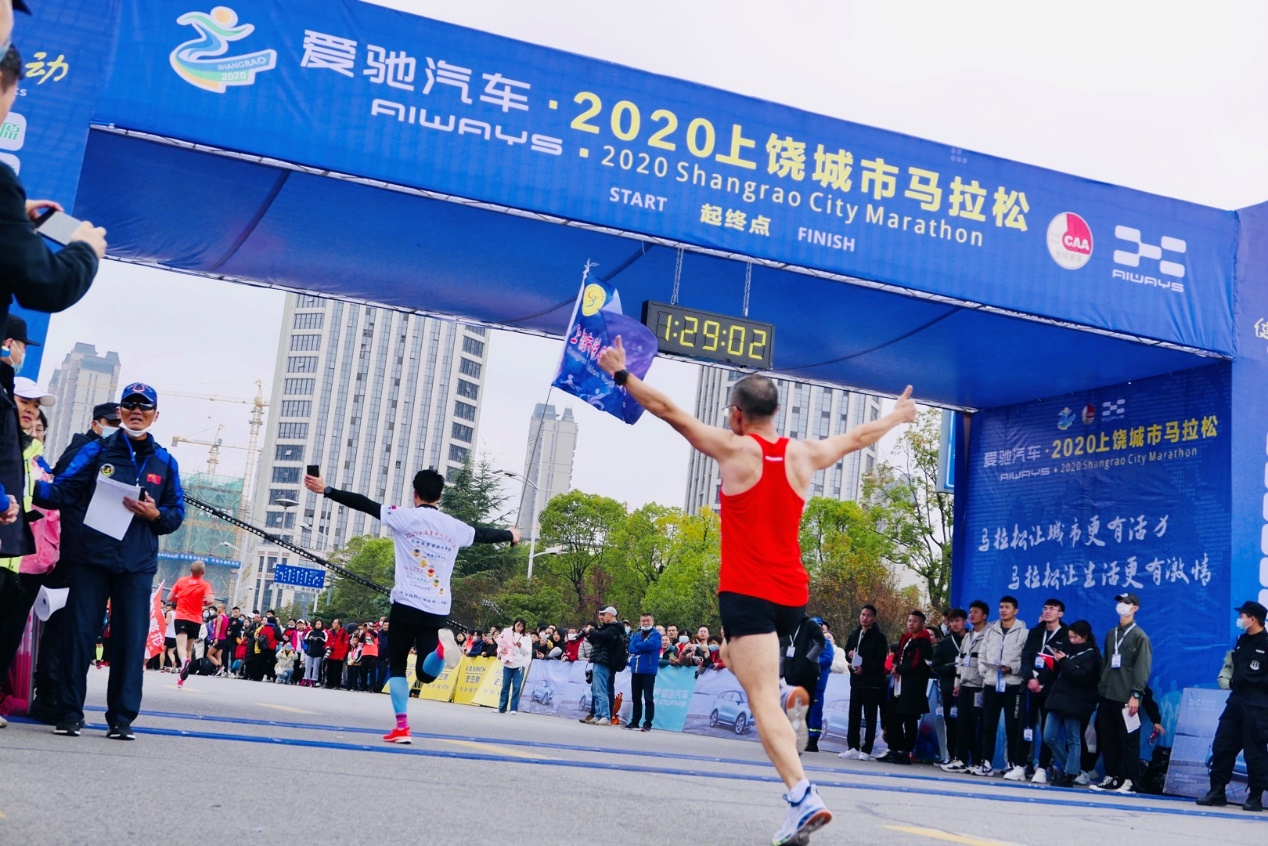 动
原
SHANGRAO
2020
爱驰汽车·2020上饶城市马拉松
AIWAYS·2020 Shangrao City Marathon
START 起终点 FINISH
CAA
AIWAYS
1:29:02
爱驰汽车·2020上饶城市马拉松
AIWAYS·2020 Shangrao City Marathon
马拉松让城市更有活力
马拉松让生活更有激情